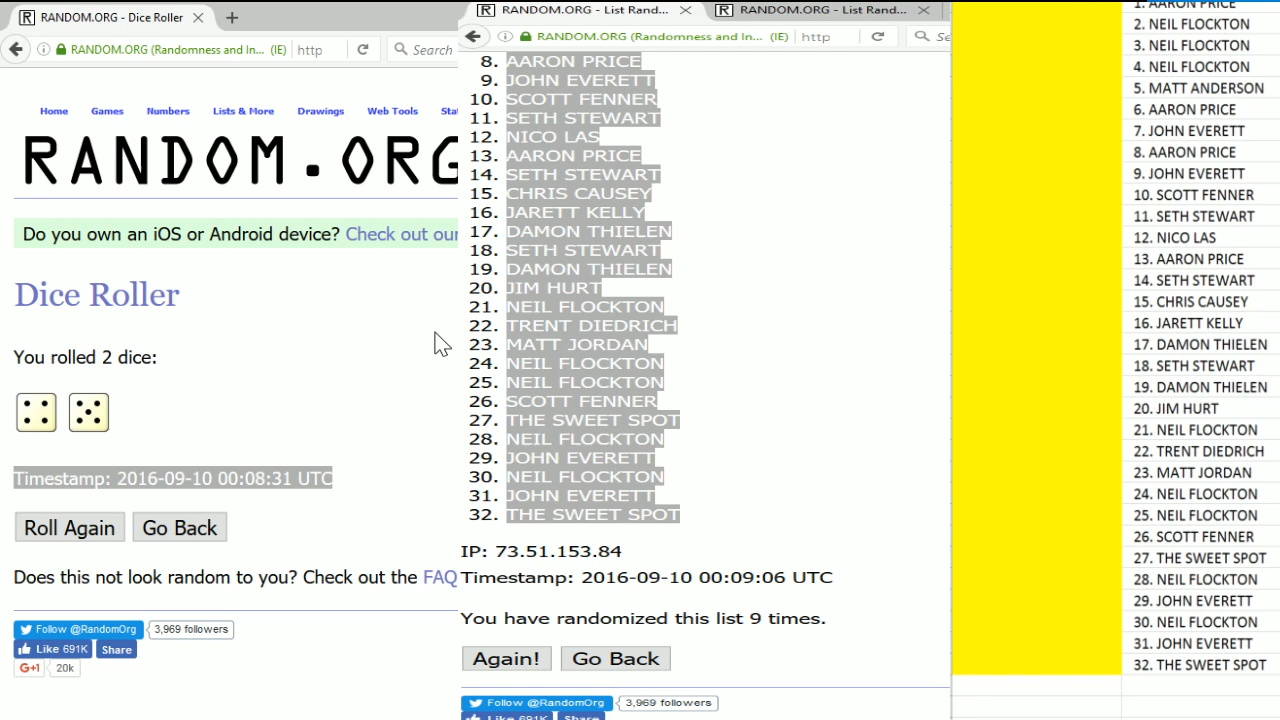 RANDOM.ORG - Dice Roller
RANDOM.ORG (Randomness and In... (IE) http
Search
Home Games Numbers Lists & More Drawings Web Tools Stat
RANDOM.ORG
Do you own an iOS or Android device? Check out our
Dice Roller
You rolled 2 dice:
Timestamp: 2016-09-10 00:08:31 UTC
Roll Again Go Back
Does this not look random to you? Check out the FAQ
Follow @RandomOrg 3,969 followers
Like 691K Share
G+1 20k
RANDOM.ORG - List Rand... RANDOM.ORG - List Rand...
RANDOM.ORG (Randomness and In... (IE) http Se
8. AARON PRICE
9. JOHN EVERETT
10. SCOTT FENNER
11. SETH STEWART
12. NICO LAS
13. AARON PRICE
14. SETH STEWART
15. CHRIS CAUSEY
16. JARETT KELLY
17. DAMON THIELEN
18. SETH STEWART
19. DAMON THIELEN
20. JIM HURT
21. NEIL FLOCKTON
22. TRENT DIEDRICH
23. MATT JORDAN
24. NEIL FLOCKTON
25. NEIL FLOCKTON
26. SCOTT FENNER
27. THE SWEET SPOT
28. NEIL FLOCKTON
29. JOHN EVERETT
30. NEIL FLOCKTON
31. JOHN EVERETT
32. THE SWEET SPOT
IP: 73.51.153.84
Timestamp: 2016-09-10 00:09:06 UTC
You have randomized this list 9 times.
Again! Go Back
Follow @RandomOrg 3,969 followers
Like 691K Share
1. AARON PRICE
2. NEIL FLOCKTON
3. NEIL FLOCKTON
4. NEIL FLOCKTON
5. MATT ANDERSON
6. AARON PRICE
7. JOHN EVERETT
8. AARON PRICE
9. JOHN EVERETT
10. SCOTT FENNER
11. SETH STEWART
12. NICO LAS
13. AARON PRICE
14. SETH STEWART
15. CHRIS CAUSEY
16. JARETT KELLY
17. DAMON THIELEN
18. SETH STEWART
19. DAMON THIELEN
20. JIM HURT
21. NEIL FLOCKTON
22. TRENT DIEDRICH
23. MATT JORDAN
24. NEIL FLOCKTON
25. NEIL FLOCKTON
26. SCOTT FENNER
27. THE SWEET SPOT
28. NEIL FLOCKTON
29. JOHN EVERETT
30. NEIL FLOCKTON
31. JOHN EVERETT
32. THE SWEET SPOT